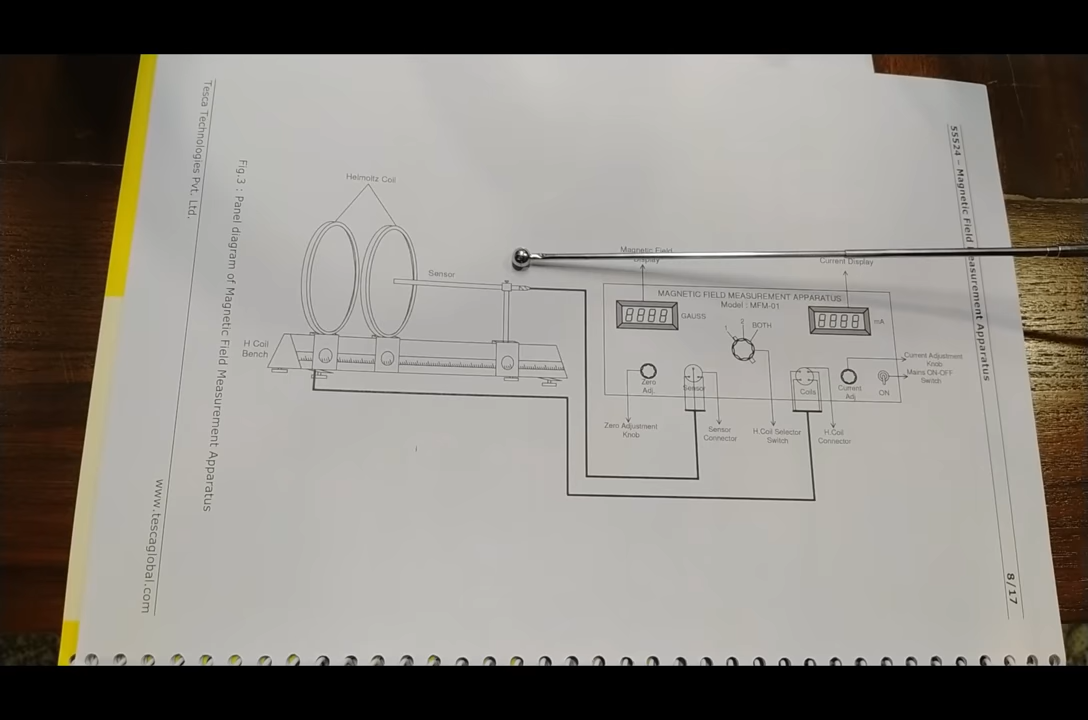 55524 – Magnetic Field Measurement Apparatus
Helmoltz Coil
Sensor
H Coil
Bench
Magnetic Field
Display
Current Display
MAGNETIC FIELD MEASUREMENT APPARATUS
Model : MFM-01
8888
GAUSS
8888
mA
1
2
BOTH
Zero
Adj.
Sensor
Coils
Current
Adj.
ON
Current Adjustment
Knob
Mains ON-OFF
Switch
Zero Adjustment
Knob
Sensor
Connector
H.Coil Selector
Switch
H.Coil
Connector
Fig.3 : Panel diagram of Magnetic Field Measurement Apparatus
Tesca Technologies Pvt. Ltd.
www.tescaglobal.com
8/17